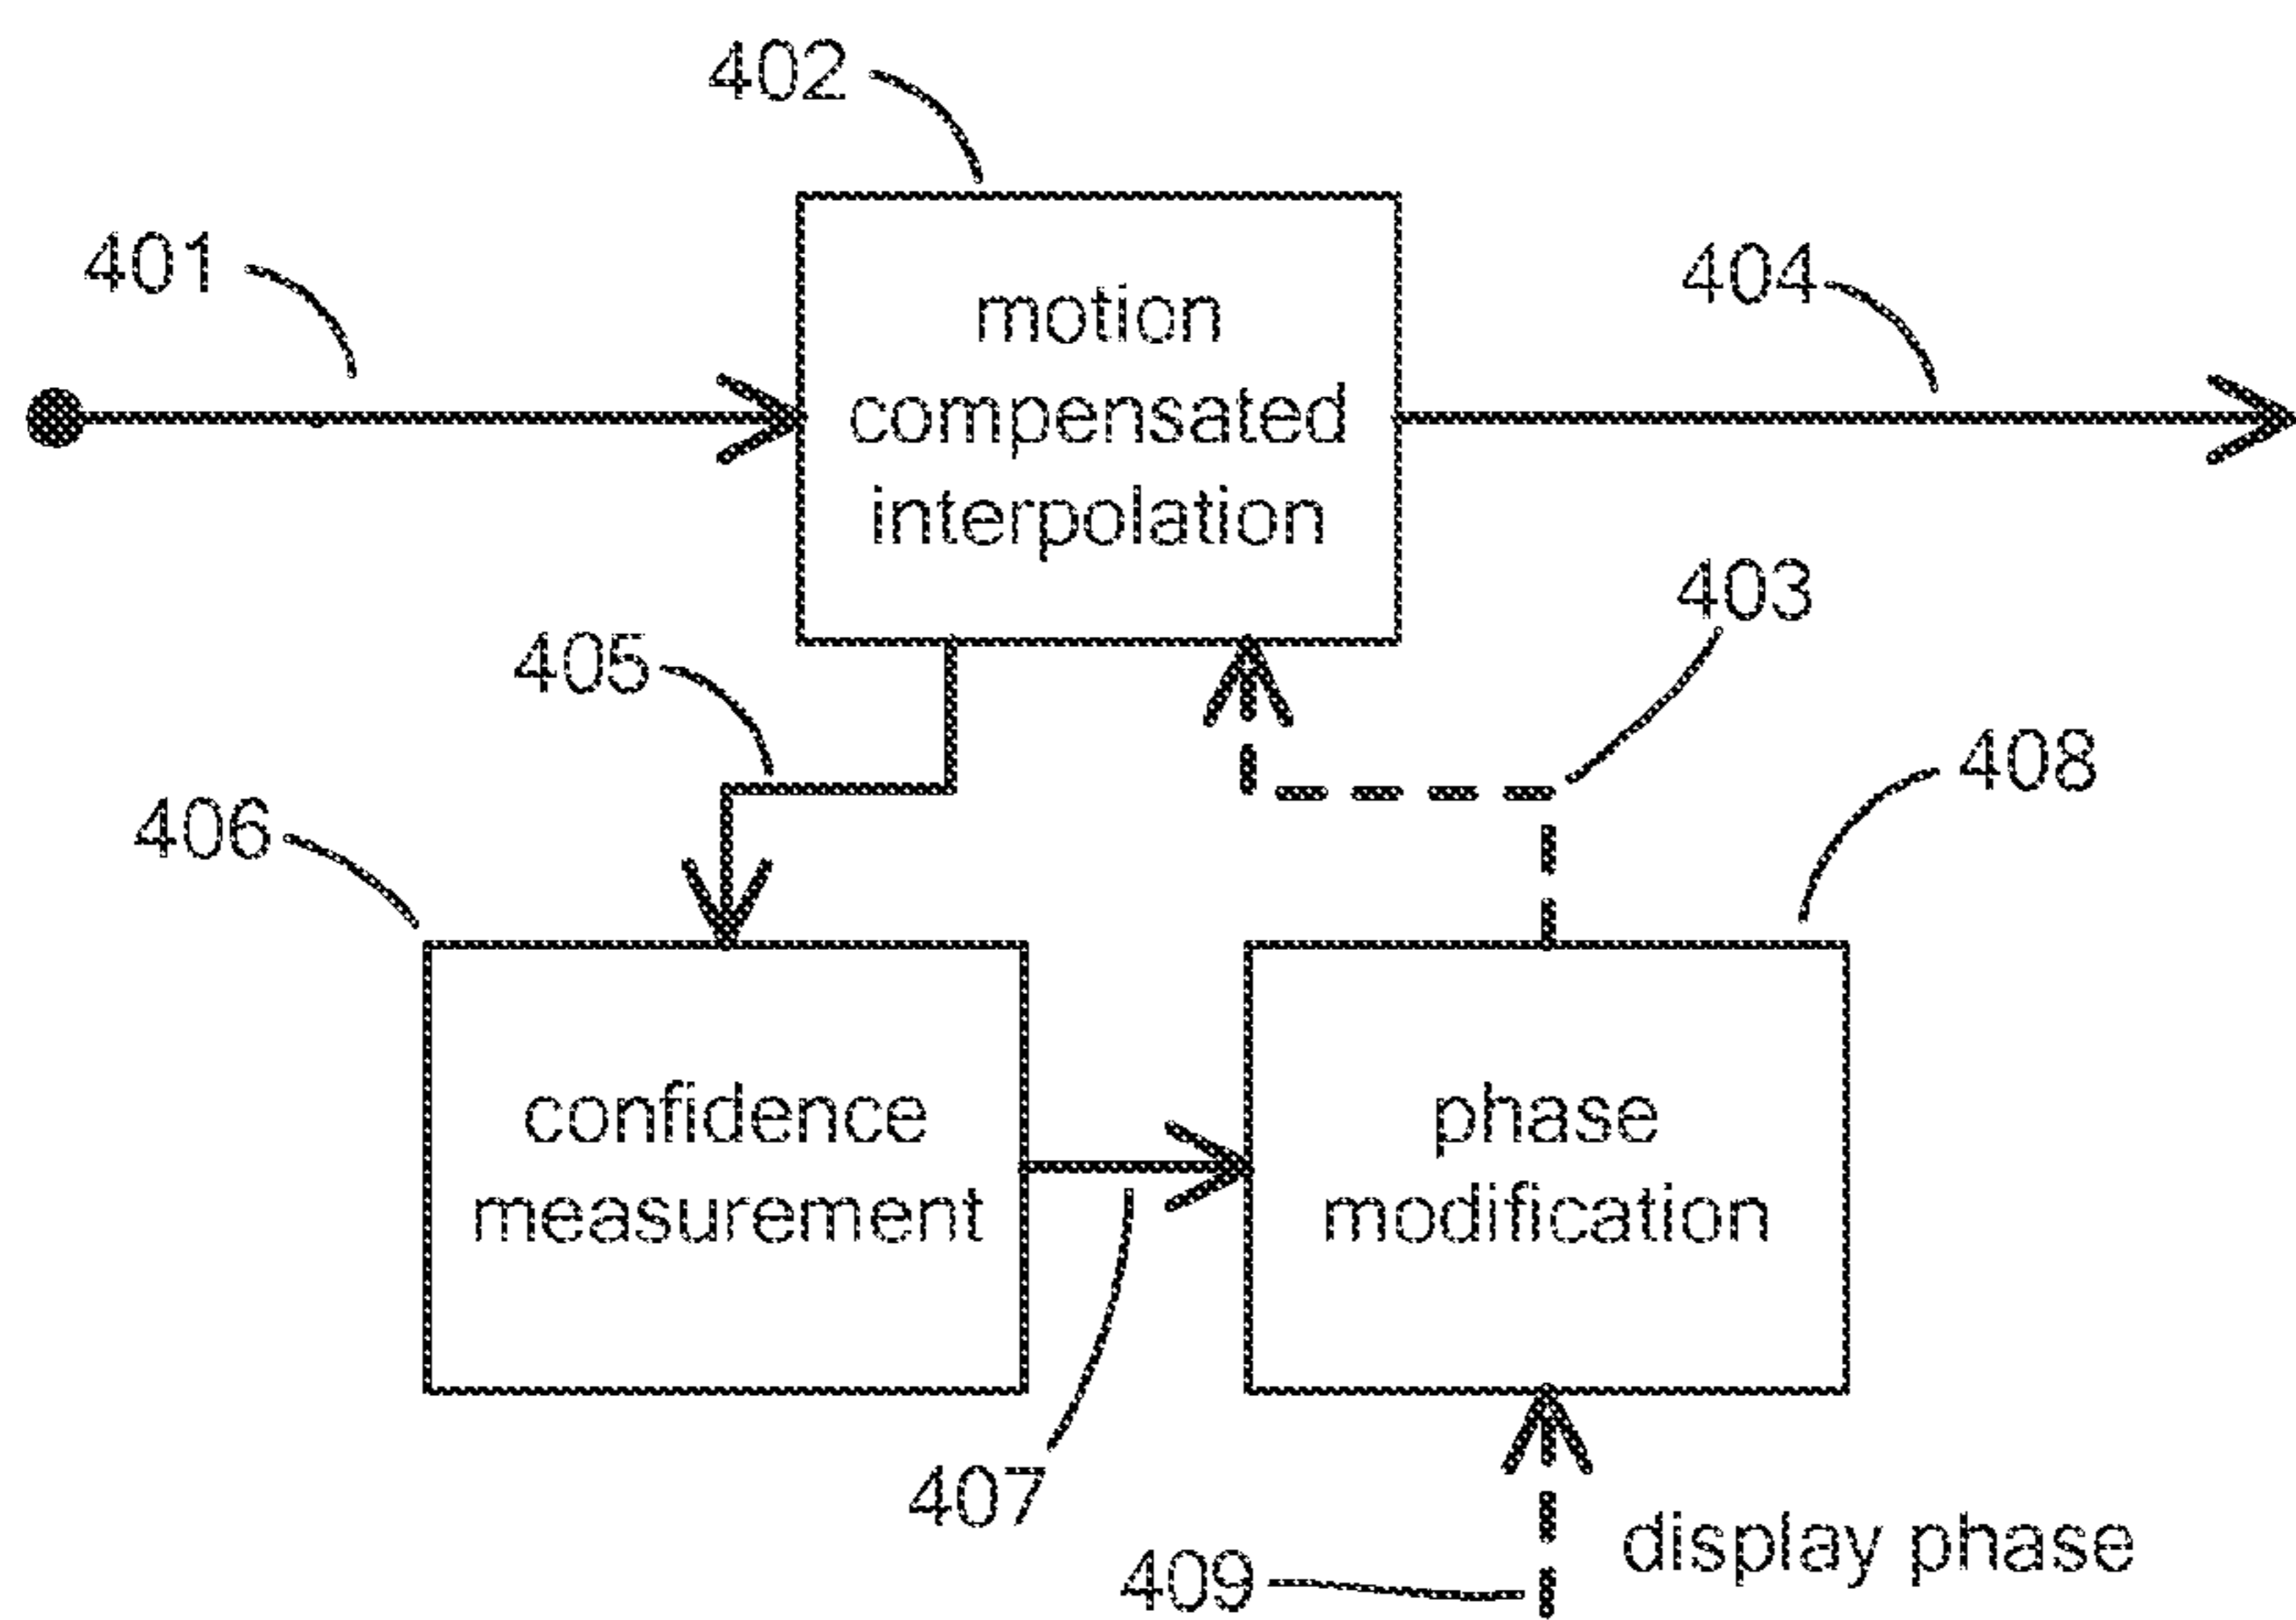 402
401
404
motion
compensated
interpolation
403
405
408
406
confidence
measurement
phase
modification
407
display phase
409